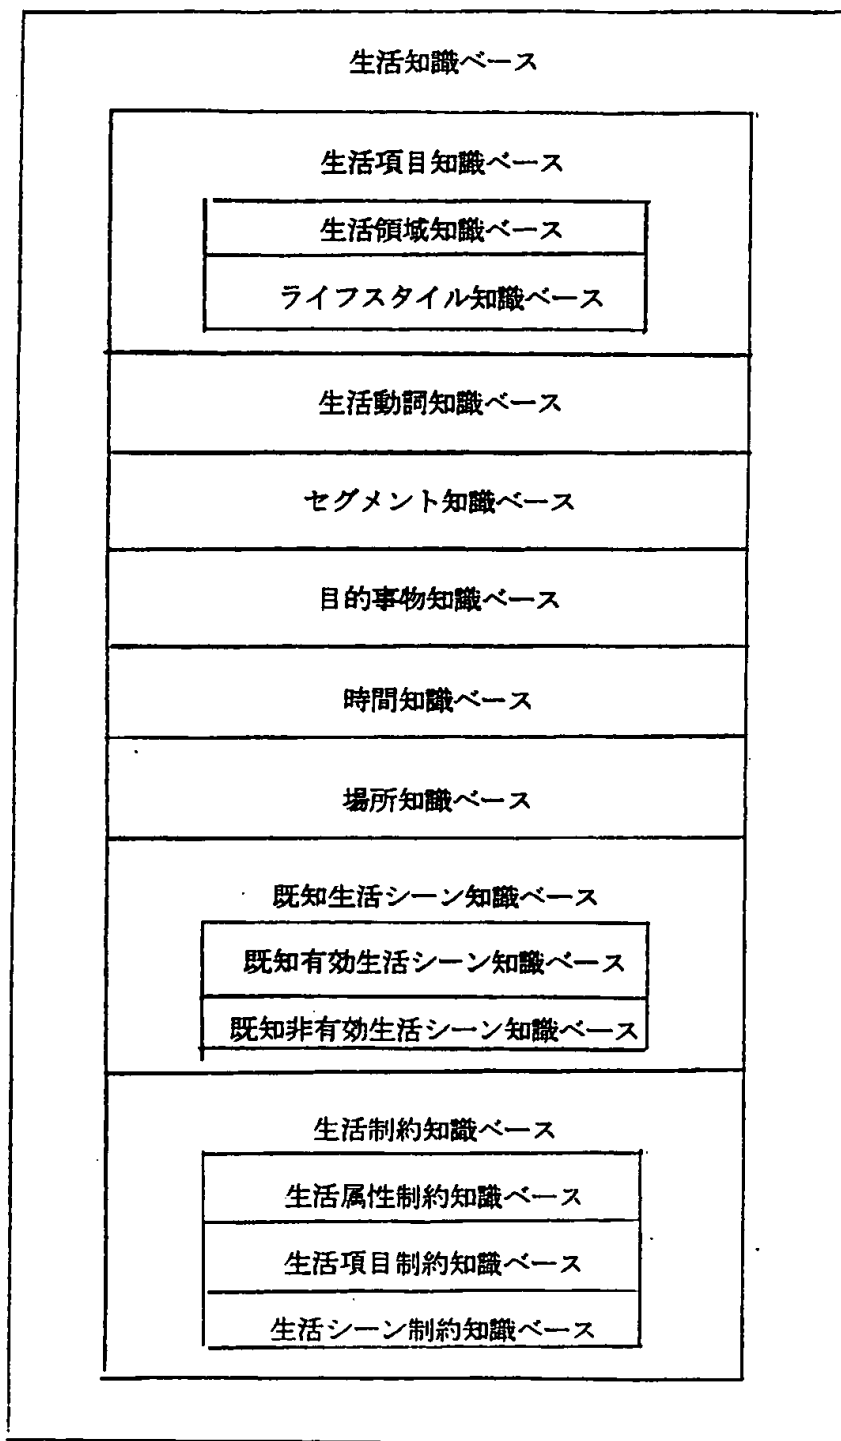 生活知識ベース
生活項目知識ベース
生活領域知識ベース
ライフスタイル知識ベース
生活動詞知識ベース
セグメント知識ベース
目的事物知識ベース
時間知識ベース
場所知識ベース
既知生活シーン知識ベース
既知有効生活シーン知識ベース
既知非有効生活シーン知識ベース
生活制約知識ベース
生活属性制約知識ベース
生活項目制約知識ベース
生活シーン制約知識ベース